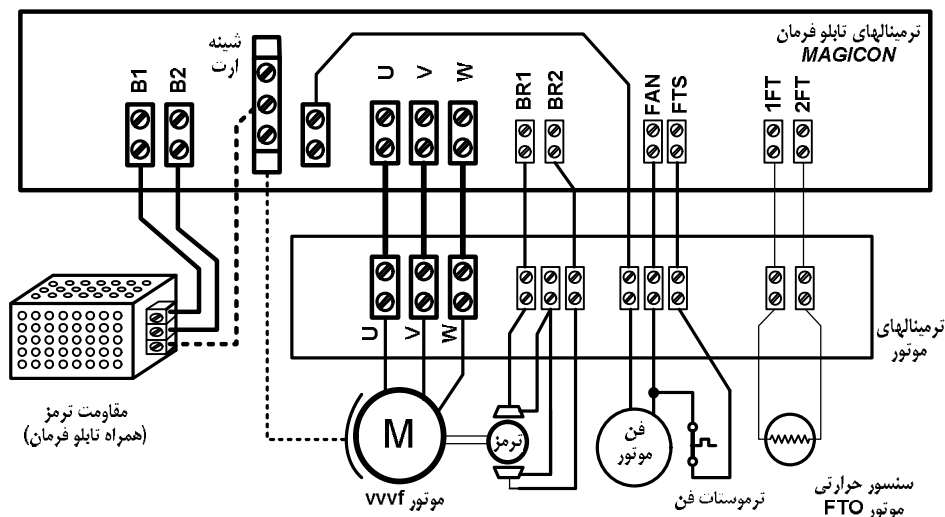 ترمینالهای تابلو فرمان
MAGICON
شینه
ارت
B1
B2
U
V
W
BR1
BR2
FAN
FTS
1FT
2FT
ترمینالهای
موتور
U
V
W
مقاومت ترمز
(همراه تابلو فرمان)
M
ترمز
موتور vvvf
فن
موتور
ترموستات فن
سنسور حرارتی
موتور FTO